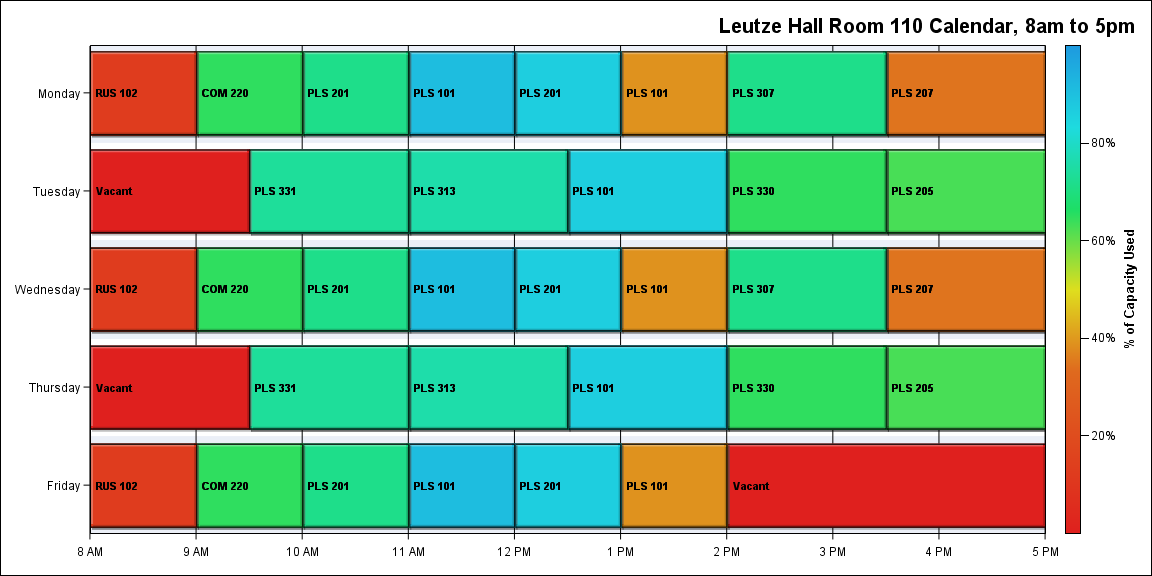 Leutze Hall Room 110 Calendar, 8am to 5pm
Monday
RUS 102
COM 220
PLS 201
PLS 101
PLS 201
PLS 101
PLS 307
PLS 207
Tuesday
Vacant
PLS 331
PLS 313
PLS 101
PLS 330
PLS 205
Wednesday
RUS 102
COM 220
PLS 201
PLS 101
PLS 201
PLS 101
PLS 307
PLS 207
Thursday
Vacant
PLS 331
PLS 313
PLS 101
PLS 330
PLS 205
Friday
RUS 102
COM 220
PLS 201
PLS 101
PLS 201
PLS 101
Vacant
8 AM
9 AM
10 AM
11 AM
12 PM
1 PM
2 PM
3 PM
4 PM
5 PM
80%
60%
40%
20%
% of Capacity Used